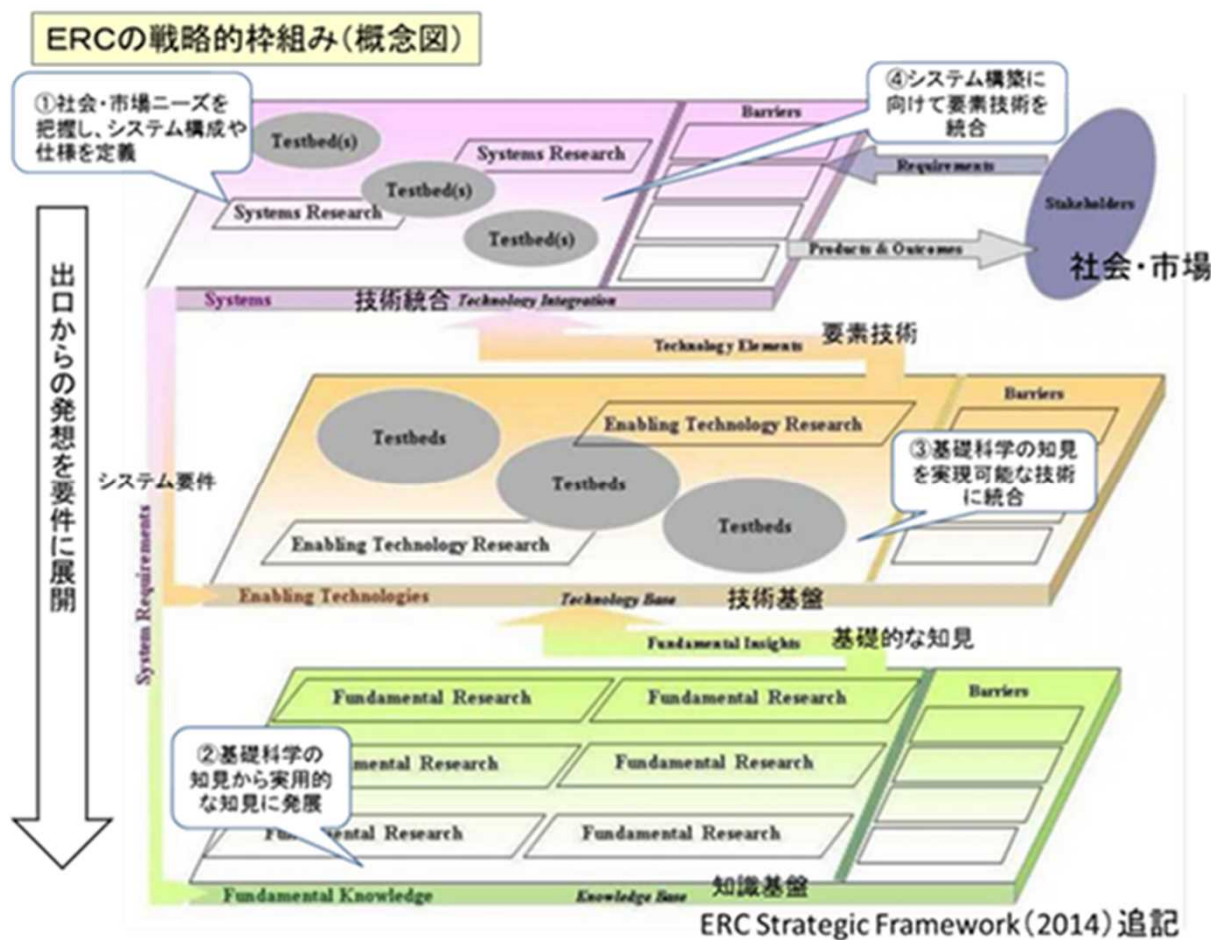 ERCの戦略的枠組み(概念図)
①社会・市場ニーズを
把握し、システム構成や
仕様を定義
④システム構築に
向けて要素技術を
統合
Testbed(s)
Systems Research
Testbed(s)
Systems Research
Testbed(s)
Barriers
Requirements
Products & Outcomes
Stakeholders
社会・市場
Systems
技術統合 Technology Integration
出口からの発想を要件に展開
システム要件
System Requirements
Technology Elements
要素技術
Testbeds
Enabling Technology Research
Testbeds
Testbeds
Enabling Technology Research
Barriers
③基礎科学の知見
を実現可能な技術
に統合
Enabling Technologies
Technology Base
技術基盤
Fundamental Insights
基礎的な知見
Fundamental Research
Fundamental Research
Barriers
②基礎科学の
知見から実用的
な知見に発展
mental Research
Fundamental Research
Fundamental Research
Fundamental Research
Fundamental Knowledge
Knowledge Base
知識基盤
ERC Strategic Framework(2014)追記